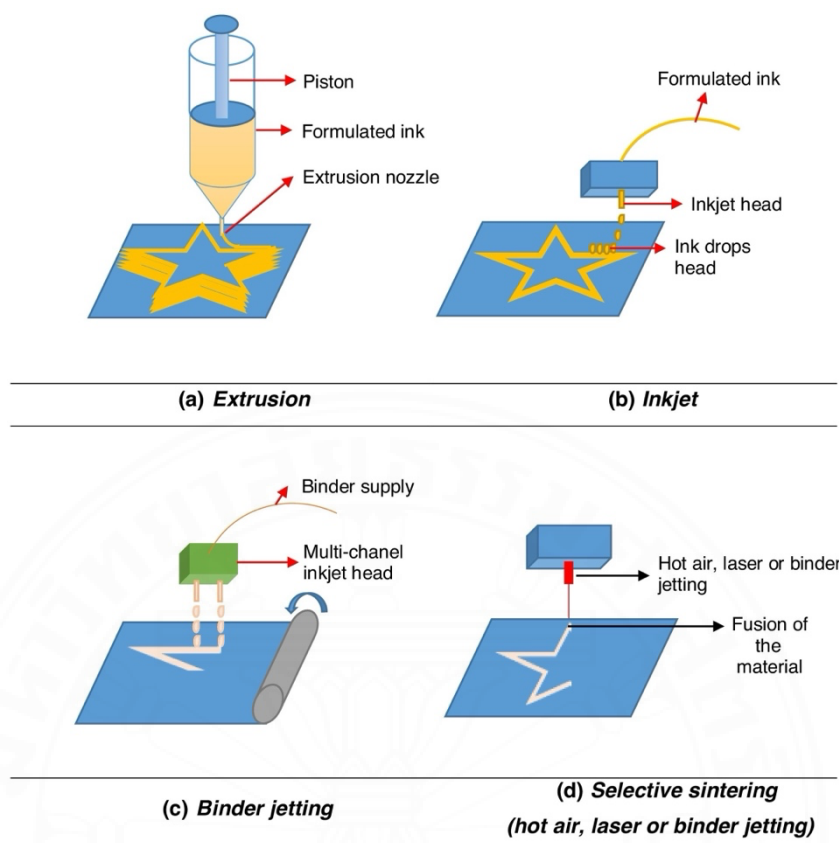 Piston
Formulated ink
Extrusion nozzle
Formulated ink
Inkjet head
Ink drops
head
(a) Extrusion
(b) Inkjet
Binder supply
Multi-chanel
inkjet head
Hot air, laser or binder
jetting
Fusion of
the
material
(c) Binder jetting
(d) Selective sintering
(hot air, laser or binder jetting)